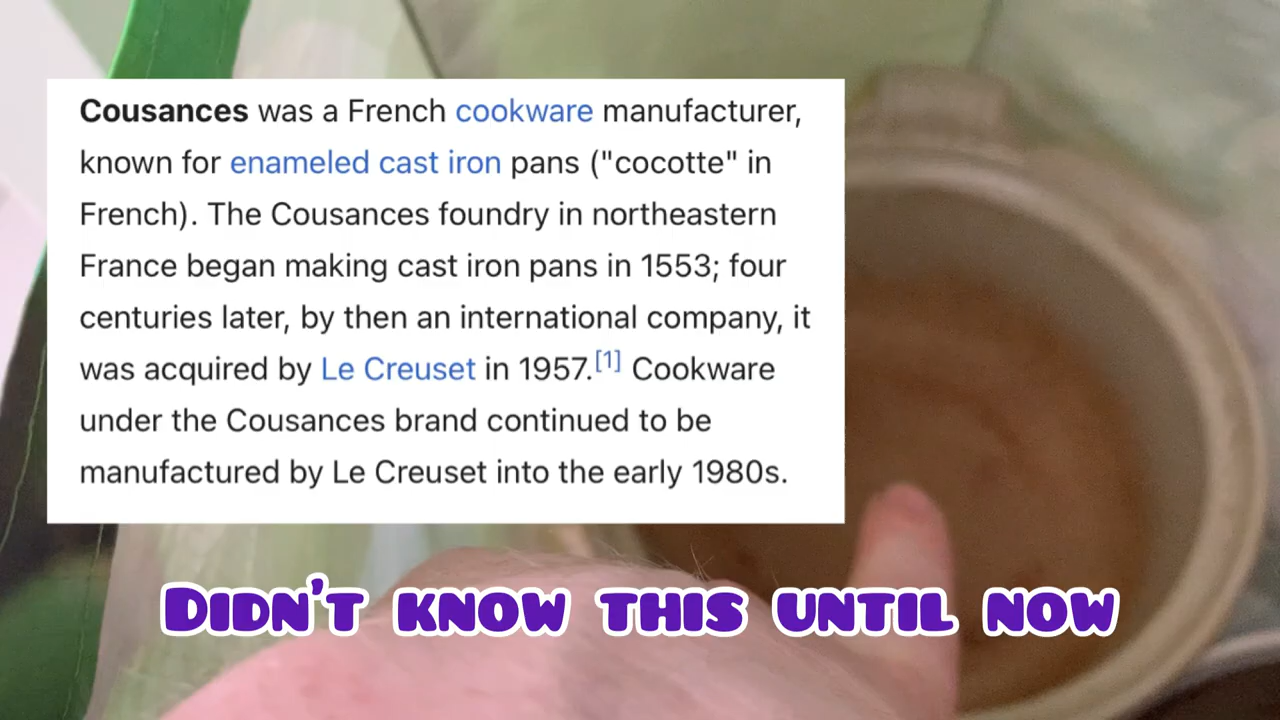 Cousances was a French cookware manufacturer,
known for enameled cast iron pans ("cocotte" in
French). The Cousances foundry in northeastern
France began making cast iron pans in 1553; four
centuries later, by then an international company, it
was acquired by Le Creuset in 1957.[1] Cookware
under the Cousances brand continued to be
manufactured by Le Creuset into the early 1980s.
Didn't know this until now